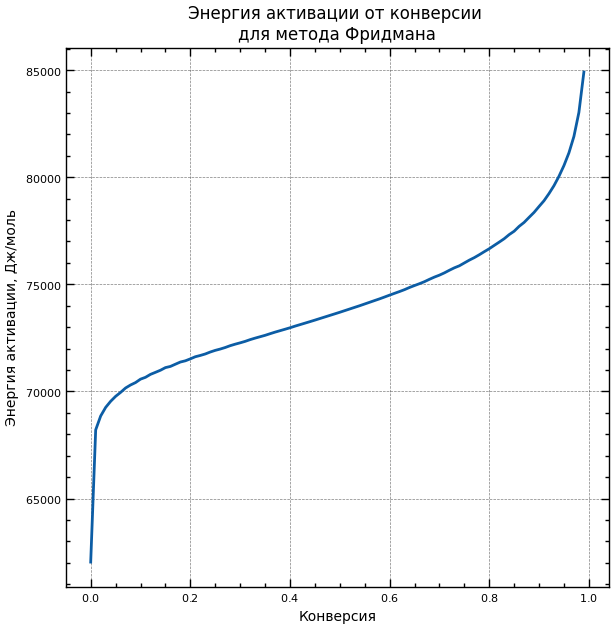 Энергия активации от конверсии
для метода Фридмана
Энергия активации, Дж/моль
85000
80000
75000
70000
65000
0.0 0.2 0.4 0.6 0.8 1.0
Конверсия